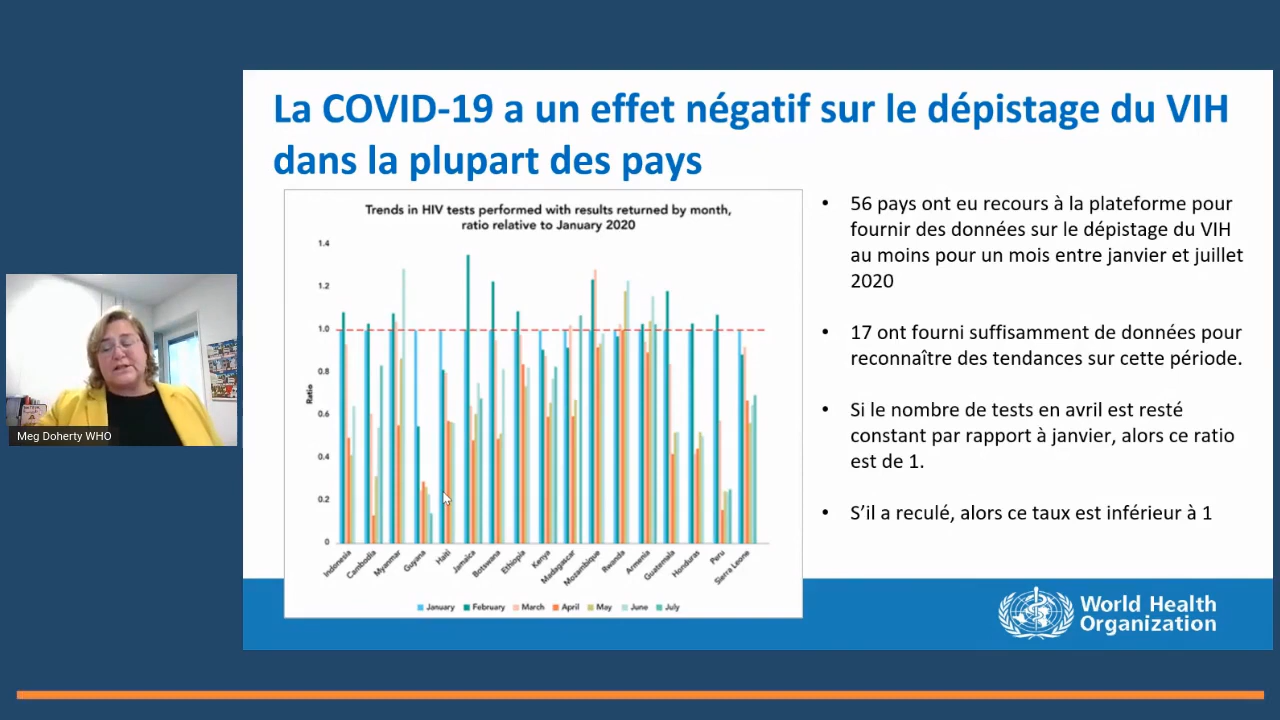 La COVID-19 a un effet négatif sur le dépistage du VIH
dans la plupart des pays
Trends in HIV tests performed with results returned by month,
ratio relative to January 2020
1.4
1.2
1.0
0.8
0.6
0.4
0.2
0
Ratio
Indonesia
Cambodia
Myanmar
Guyana
Haiti
Jamaica
Botswana
Ethiopia
Kenya
Madagascar
Mozambique
Rwanda
Armenia
Guatemala
Honduras
Peru
Sierra Leone
January February March April May June July
• 56 pays ont eu recours à la plateforme pour
fournir des données sur le dépistage du VIH
au moins pour un mois entre janvier et juillet
2020
• 17 ont fourni suffisamment de données pour
reconnaître des tendances sur cette période.
• Si le nombre de tests en avril est resté
constant par rapport à janvier, alors ce ratio
est de 1.
• S’il a reculé, alors ce taux est inférieur à 1
World Health
Organization
Meg Doherty WHO